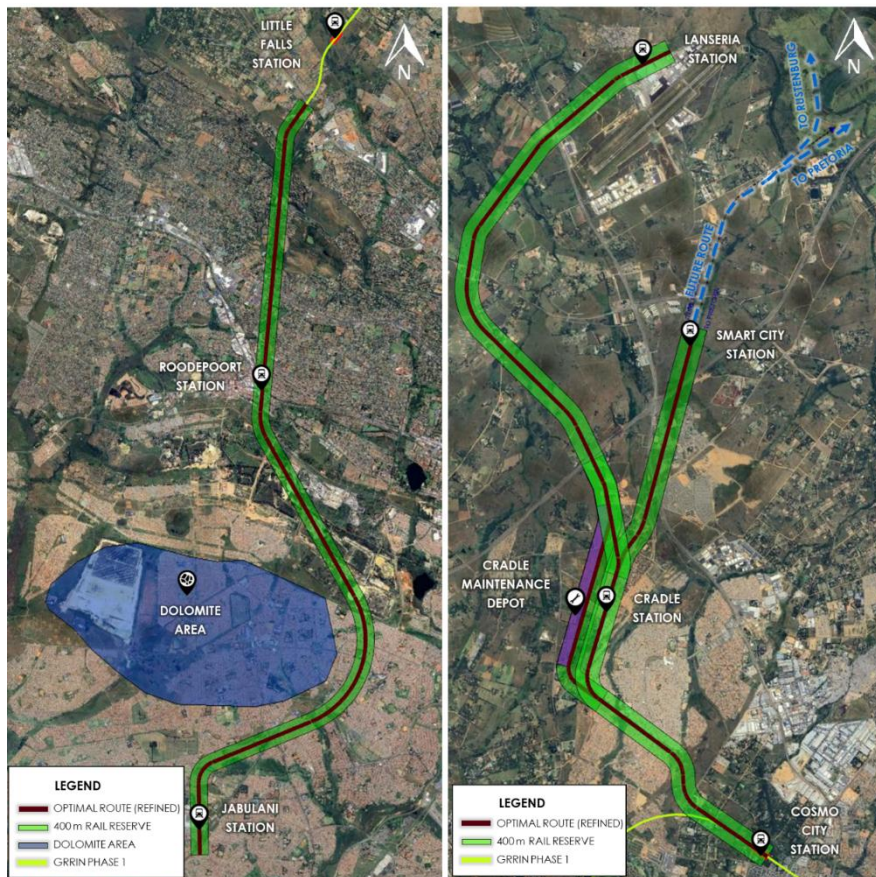 LITTLE
FALLS
STATION
N
ROODEPOORT
STATION
DOLOMITE
AREA
JABULANI
STATION
LEGEND
OPTIMAL ROUTE (REFINED)
400 m RAIL RESERVE
DOLOMITE AREA
GRRIN PHASE 1
LANSERIA
STATION
N
TO RUSTENBURG
TO PRETORIA
FUTURE ROUTE
SMART CITY
STATION
CRADLE
MAINTENANCE
DEPOT
CRADLE
STATION
COSMO
CITY
STATION
LEGEND
OPTIMAL ROUTE (REFINED)
400 m RAIL RESERVE
GRRIN PHASE 1